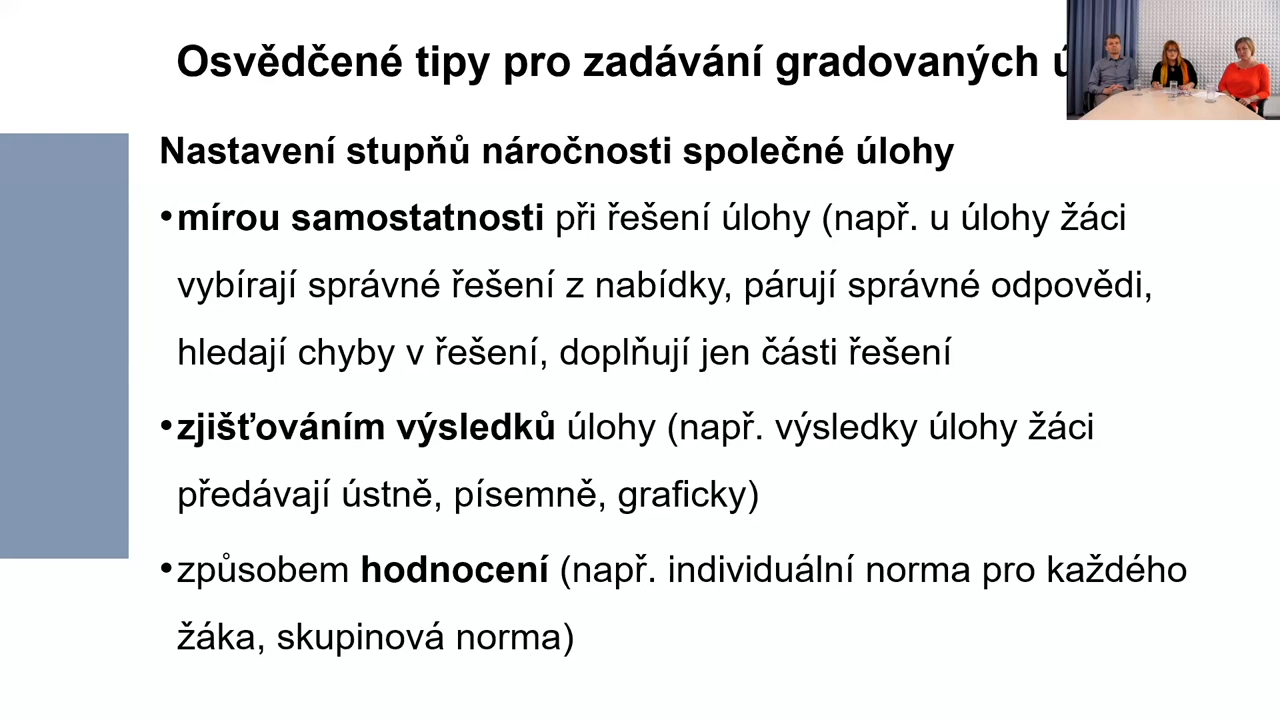 Osvědčené tipy pro zadávání gradovaných
Nastavení stupňů náročnosti společné úlohy
•mírou samostatnosti při řešení úlohy (např. u úlohy žáci
vybírají správné řešení z nabídky, párují správné odpovědi,
hledají chyby v řešení, doplňují jen části řešení
•zjišťováním výsledků úlohy (např. výsledky úlohy žáci
předávají ústně, písemně, graficky)
•způsobem hodnocení (např. individuální norma pro každého
žáka, skupinová norma)